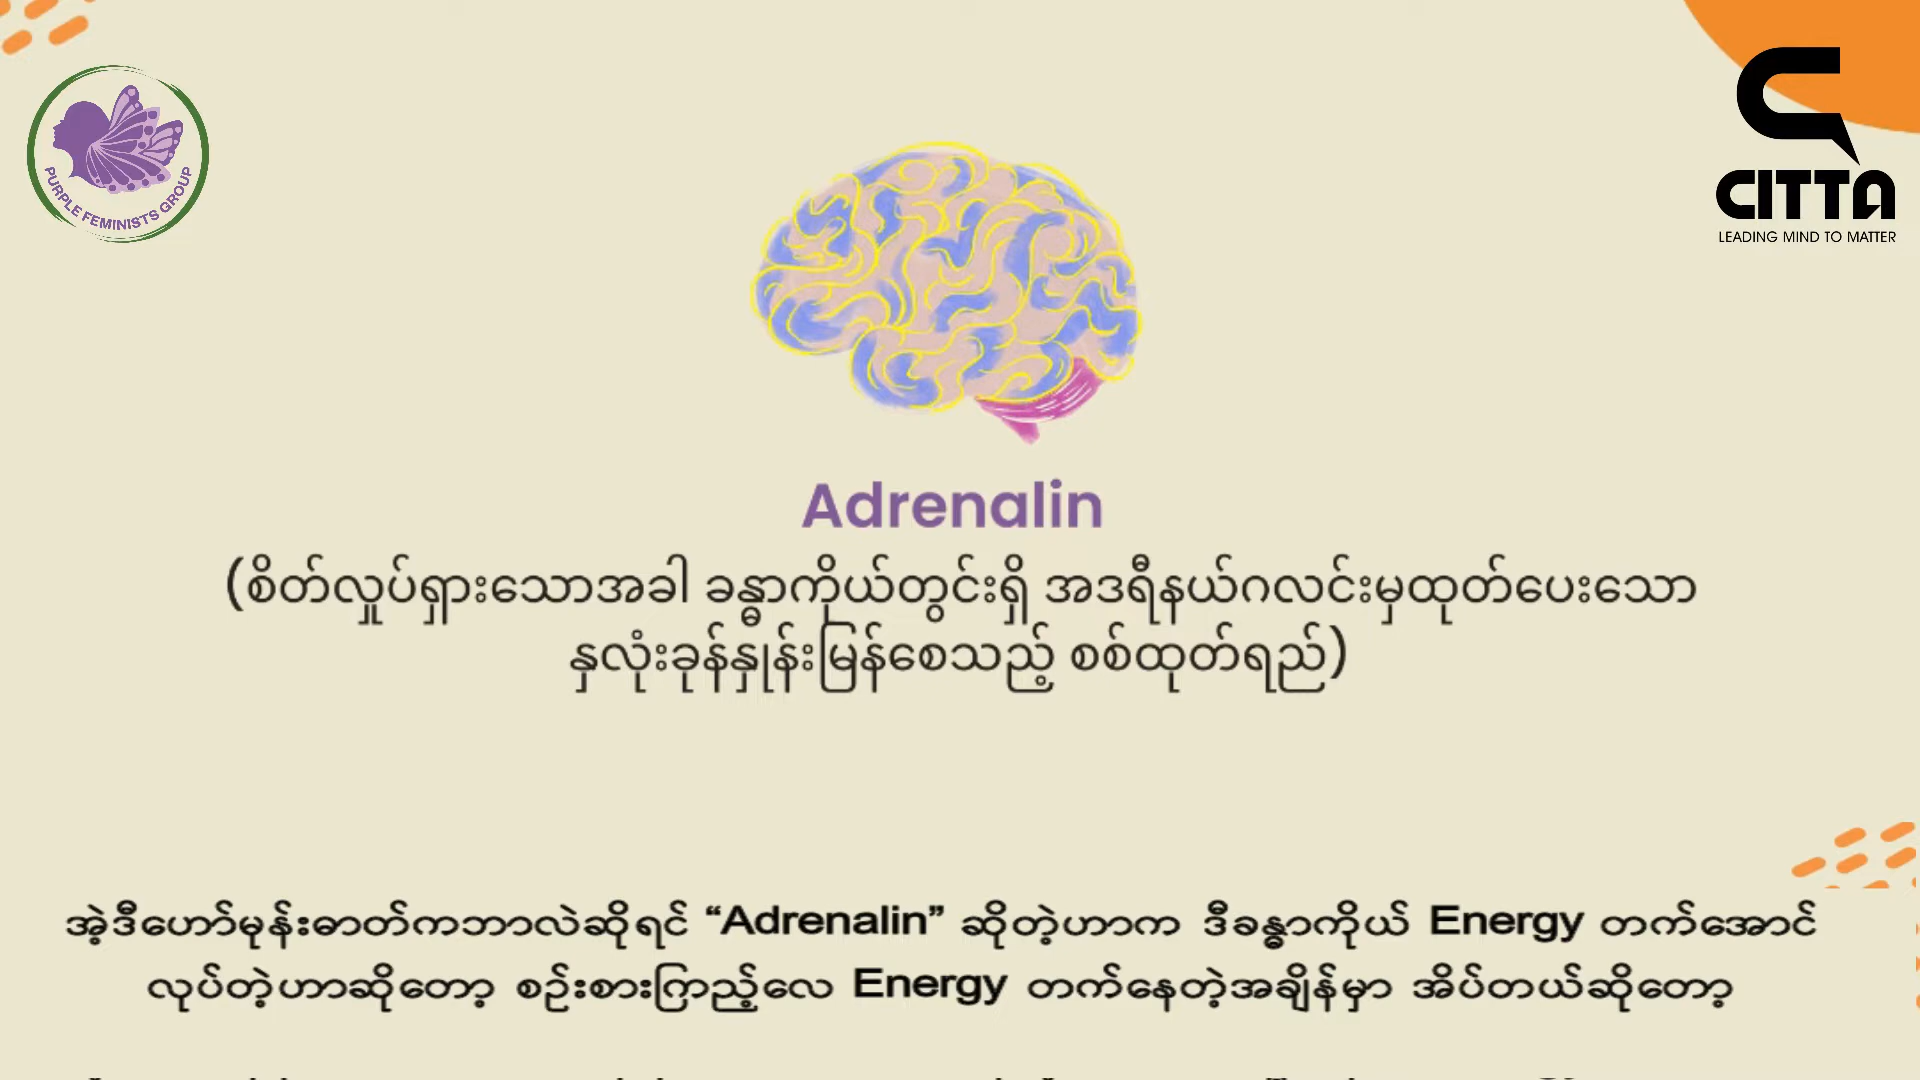 PURPLE FEMINISTS GROUP
CITTA
LEADING MIND TO MATTER
Adrenalin
(စိတ်လှုပ်ရှားသောအခါ ခန္ဓာကိုယ်တွင်းရှိ အဒရီနယ်ဂလင်းမှထုတ်ပေးသော
နှလုံးခုန်နှုန်းမြန်စေသည့် စစ်ထုတ်ရည်)
အဲ့ဒီဟော်မုန်းဓာတ်ကဘာလဲဆိုရင် “Adrenalin” ဆိုတဲ့ဟာက ဒီခန္ဓာကိုယ် Energy တက်အောင်
လုပ်တဲ့ဟာဆိုတော့ စဉ်းစားကြည့်လေ Energy တက်နေတဲ့အချိန်မှာ အိပ်တယ်ဆိုတော့